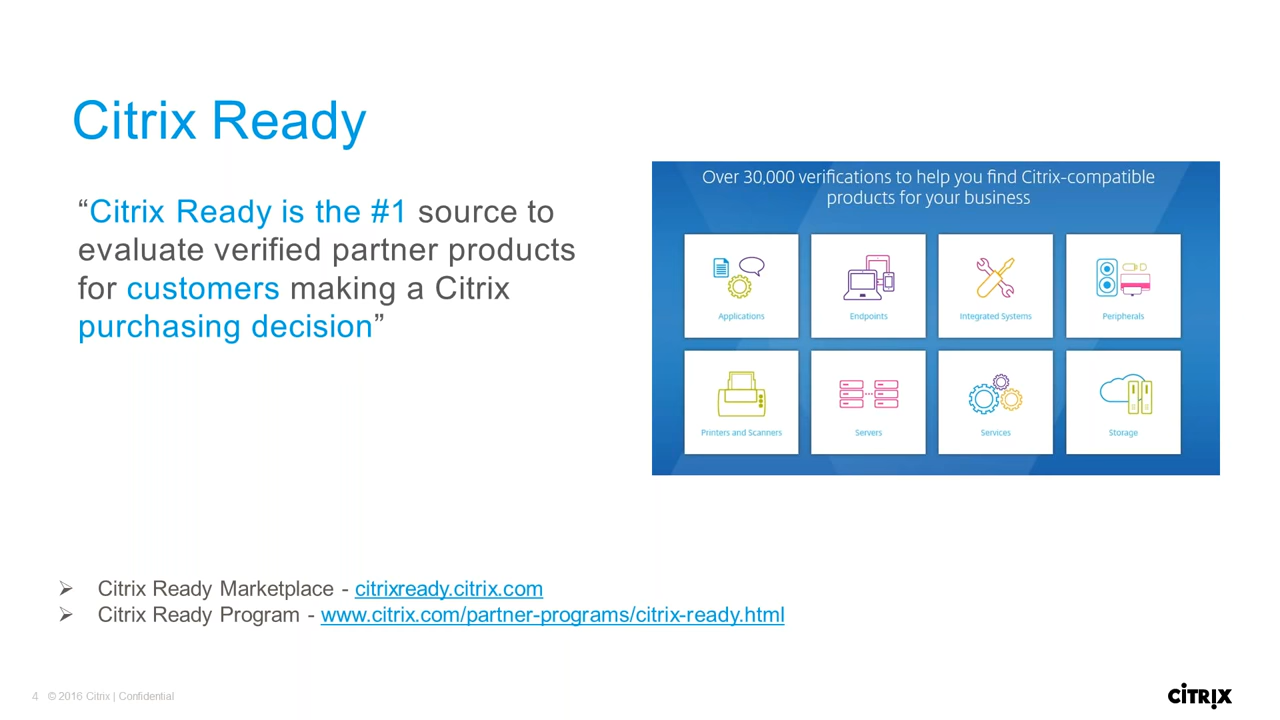 Citrix Ready
“Citrix Ready is the #1 source to
evaluate verified partner products
for customers making a Citrix
purchasing decision”
Over 30,000 verifications to help you find Citrix-compatible
products for your business
Applications
Endpoints
Integrated Systems
Peripherals
Printers and Scanners
Servers
Services
Storage
➢ Citrix Ready Marketplace - citrixready.citrix.com
➢ Citrix Ready Program - www.citrix.com/partner-programs/citrix-ready.html
4 © 2016 Citrix | Confidential
CITRIX